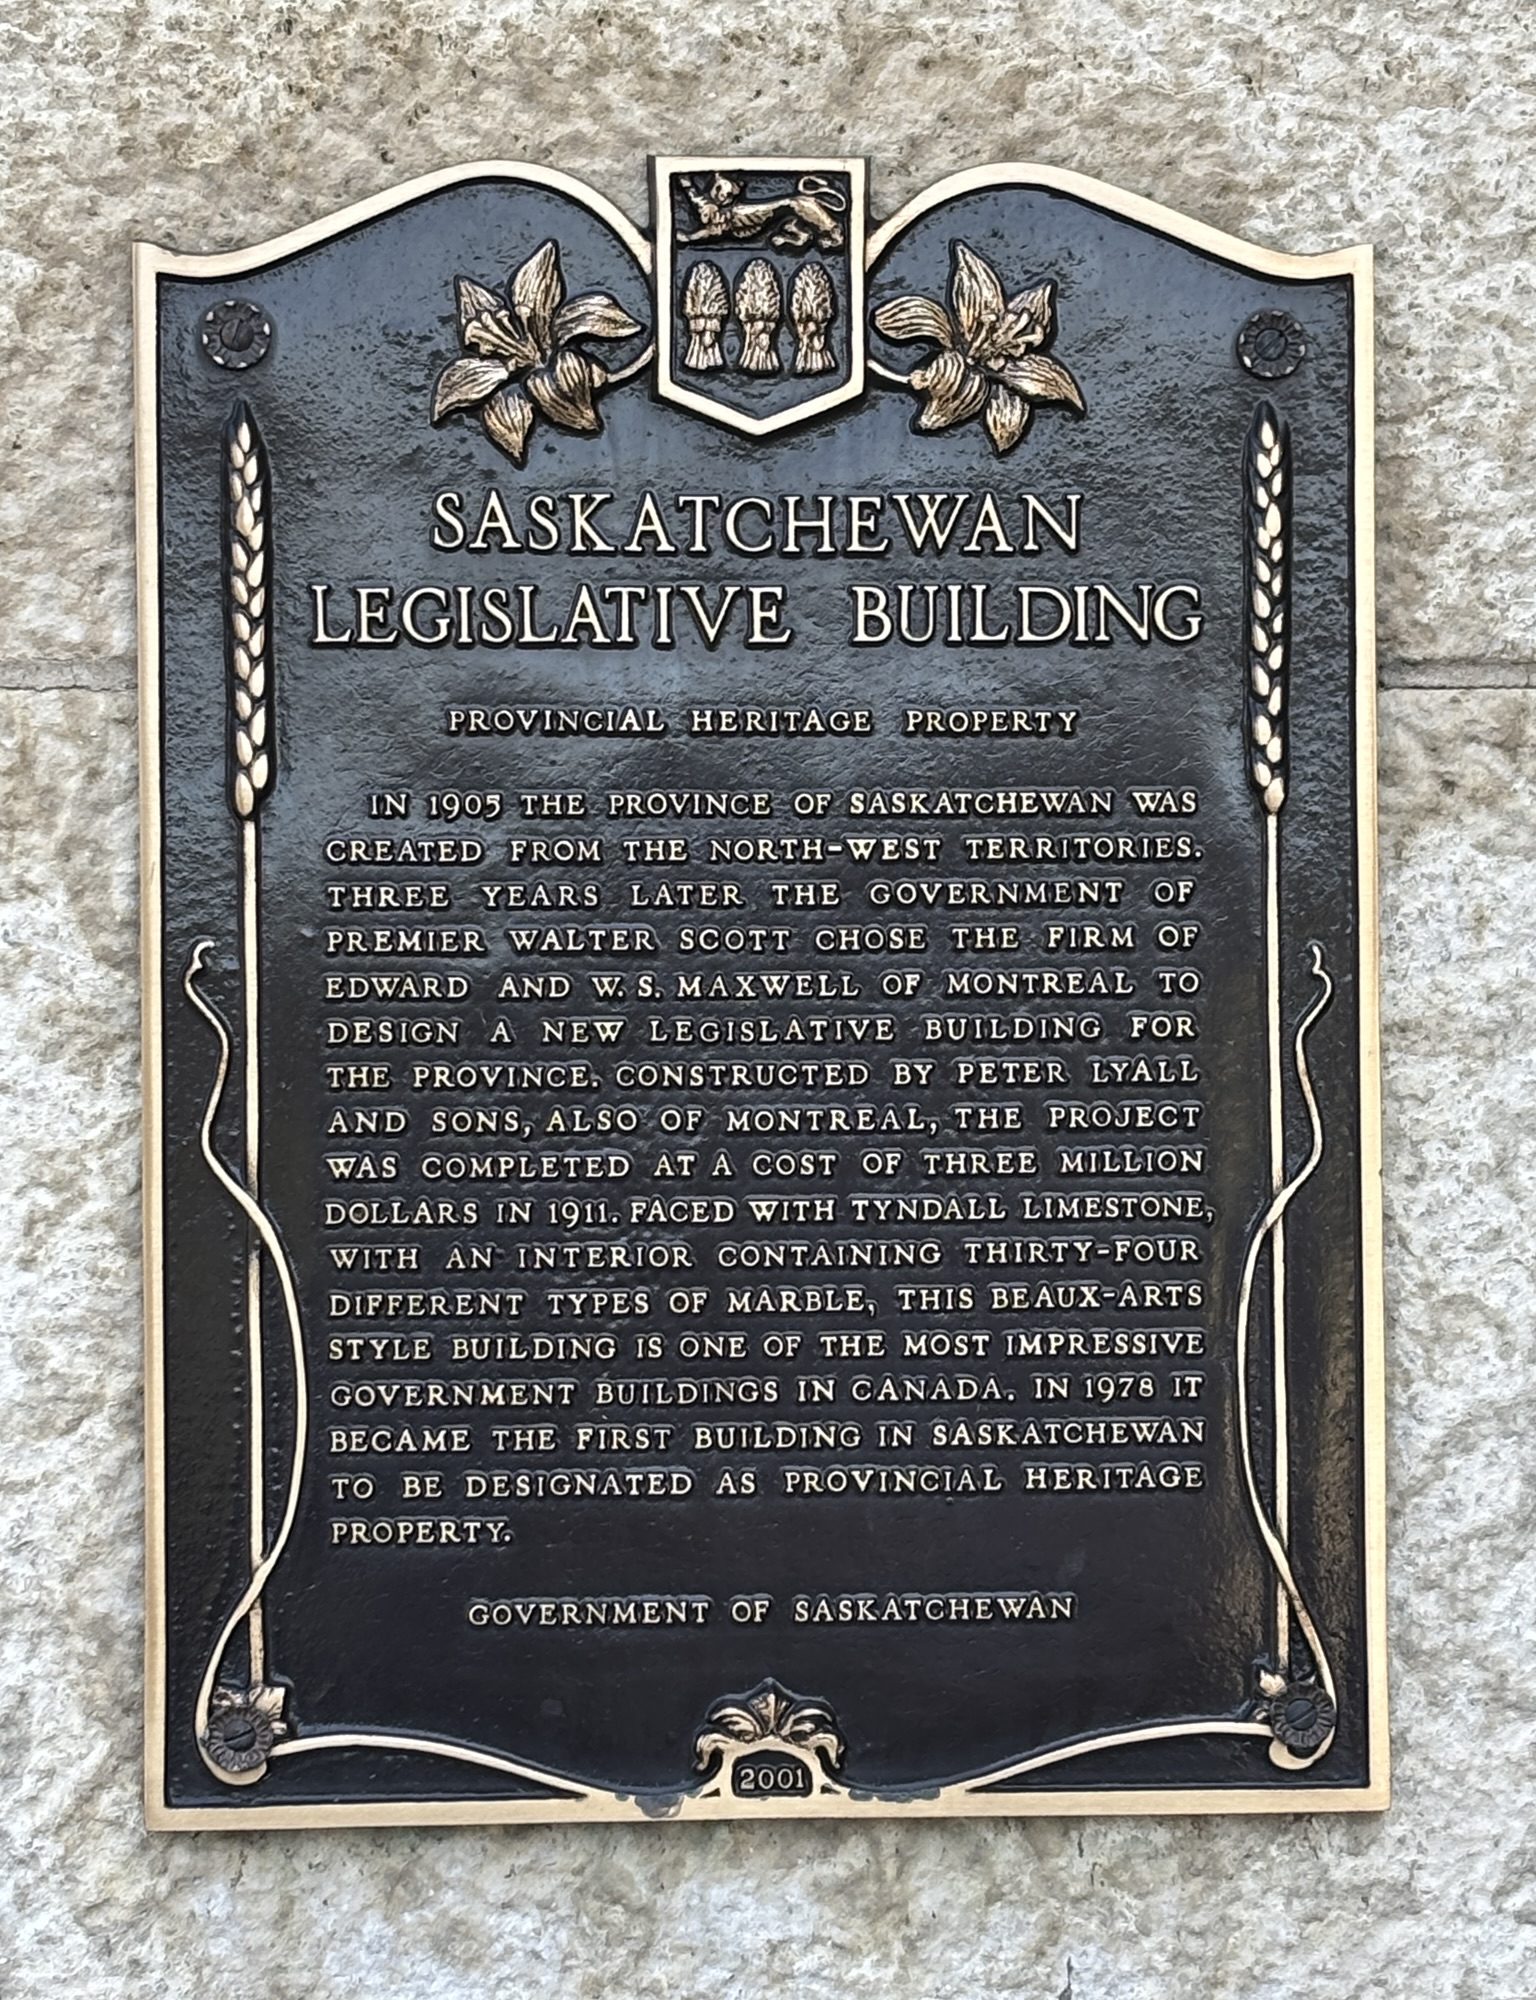 SASKATCHEWAN
LEGISLATIVE BUILDING
PROVINCIAL HERITAGE PROPERTY
IN 1905 THE PROVINCE OF SASKATCHEWAN WAS
CREATED FROM THE NORTH-WEST TERRITORIES.
THREE YEARS LATER THE GOVERNMENT OF
PREMIER WALTER SCOTT CHOSE THE FIRM OF
EDWARD AND W. S. MAXWELL OF MONTREAL TO
DESIGN A NEW LEGISLATIVE BUILDING FOR
THE PROVINCE. CONSTRUCTED BY PETER LYALL
AND SONS, ALSO OF MONTREAL, THE PROJECT
WAS COMPLETED AT A COST OF THREE MILLION
DOLLARS IN 1911. FACED WITH TYNDALL LIMESTONE,
WITH AN INTERIOR CONTAINING THIRTY-FOUR
DIFFERENT TYPES OF MARBLE, THIS BEAUX-ARTS
STYLE BUILDING IS ONE OF THE MOST IMPRESSIVE
GOVERNMENT BUILDINGS IN CANADA. IN 1978 IT
BECAME THE FIRST BUILDING IN SASKATCHEWAN
TO BE DESIGNATED AS PROVINCIAL HERITAGE
PROPERTY.
GOVERNMENT OF SASKATCHEWAN
2001